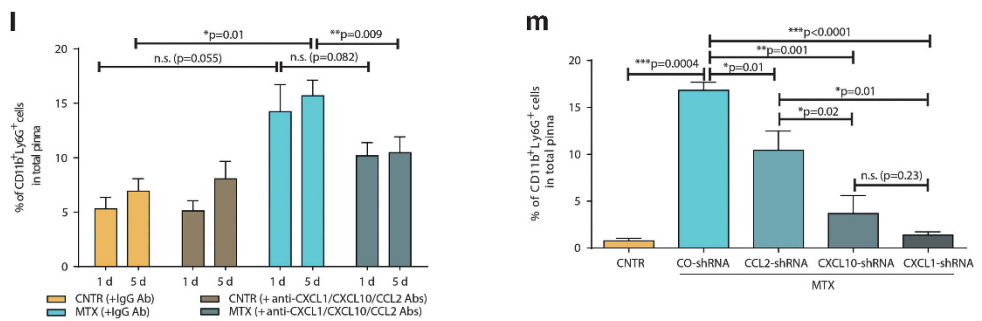 l
*p=0.01
**p=0.009
n.s. (p=0.055)
n.s. (p=0.082)
% of CD11b+Ly6G+ cells
in total pinna
20
15
10
5
0
1 d
5 d
1 d
5 d
1 d
5 d
1 d
5 d
CNTR (+IgG Ab)
CNTR (+ anti-CXCL1/CXCL10/CCL2 Abs)
MTX (+IgG Ab)
MTX (+anti-CXCL1/CXCL10/CCL2 Abs)
m
***p<0.0001
**p=0.001
***p=0.0004
*p=0.01
*p=0.01
*p=0.02
n.s. (p=0.23)
% of CD11b+Ly6G+ cells
in total pinna
20
15
10
5
0
CNTR
CO-shRNA
CCL2-shRNA
CXCL10-shRNA
CXCL1-shRNA
MTX